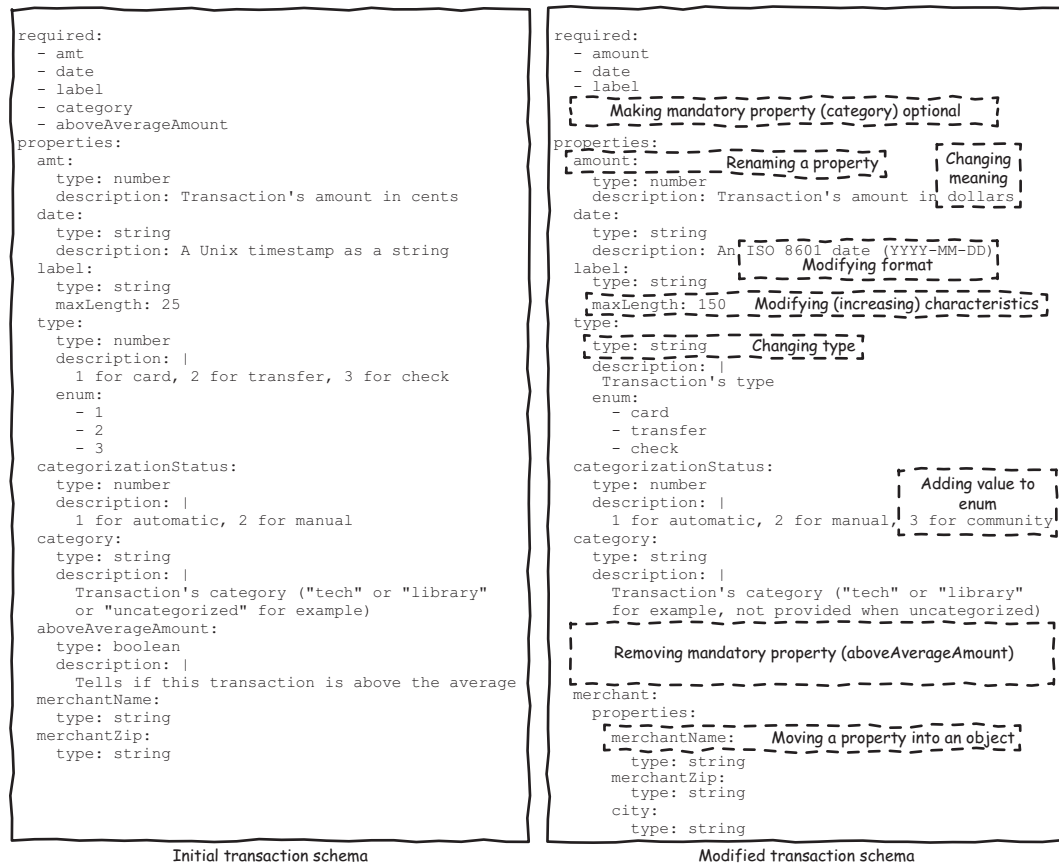 required:
- amt
- date
- label
- category
- aboveAverageAmount
properties:
amt:
type: number
description: Transaction's amount in cents
date:
type: string
description: A Unix timestamp as a string
label:
type: string
maxLength: 25
type:
type: number
description: |
1 for card, 2 for transfer, 3 for check
enum:
- 1
- 2
- 3
categorizationStatus:
type: number
description: |
1 for automatic, 2 for manual
category:
type: string
description: |
Transaction's category ("tech" or "library"
or "uncategorized" for example)
aboveAverageAmount:
type: boolean
description: |
Tells if this transaction is above the average
merchantName:
type: string
merchantZip:
type: string
Initial transaction schema
required:
- amount
- date
- label
Making mandatory property (category) optional
properties:
amount: Renaming a property
Changing
meaning
type: number
description: Transaction's amount in dollars
date:
type: string
description: An ISO 8601 date (YYYY-MM-DD)
Modifying format
label:
type: string
maxLength: 150 Modifying (increasing) characteristics
type:
type: string Changing type
description: |
Transaction's type
enum:
- card
- transfer
- check
categorizationStatus:
type: number
description: |
Adding value to
enum
1 for automatic, 2 for manual, 3 for community
category:
type: string
description: |
Transaction's category ("tech" or "library"
for example, not provided when uncategorized)
Removing mandatory property (aboveAverageAmount)
merchant:
properties:
merchantName: Moving a property into an object
type: string
merchantZip:
type: string
city:
type: string
Modified transaction schema